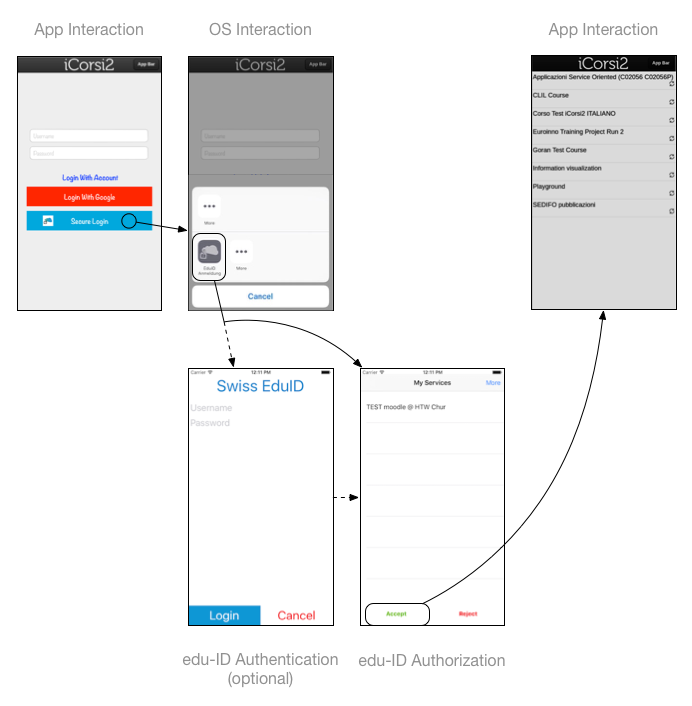 App Interaction
OS Interaction
App Interaction
iCorsi2
App Bar
Username
Password
Login With Account
Login With Google
Secure Login
iCorsi2
App Bar
Username
Password
More
EduID
Anmeldung
More
Cancel
iCorsi2
App Bar
Applicazioni Service Oriented (C02056 C02056P)
CLIL Course
Corso Test iCorsi2 ITALIANO
Euroinno Training Project Run 2
Goran Test Course
Information visualization
Playground
SEDIFO pubblicazioni
Carrier
12:11 PM
Swiss EduID
Username
Password
Login
Cancel
Carrier
12:11 PM
My Services
More
TEST moodle @ HTW Chur
Accept
Reject
edu-ID Authentication
(optional)
edu-ID Authorization